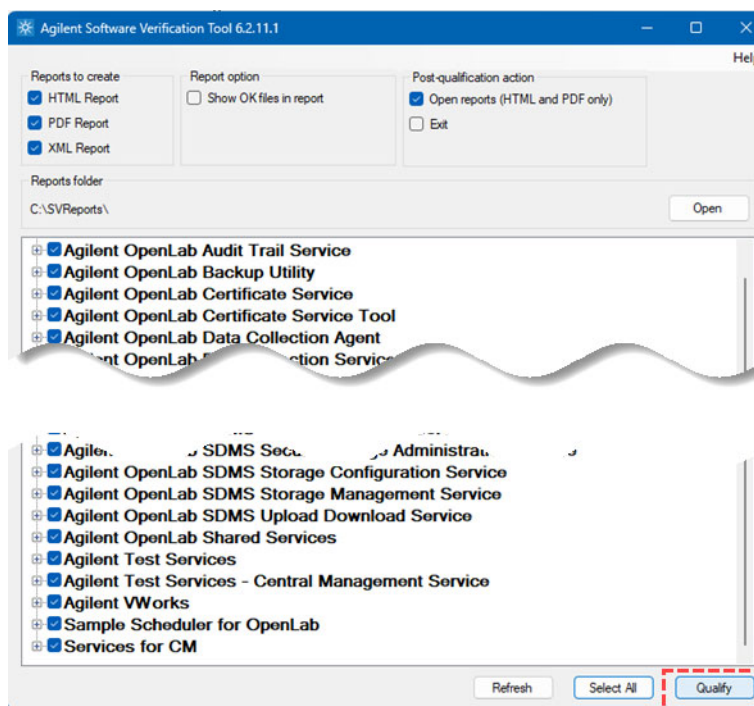 Agilent Software Verification Tool 6.2.11.1
Help
Reports to create
Report option
Post-qualification action
HTML Report
Show OK files in report
Open reports (HTML and PDF only)
PDF Report
Exit
XML Report
Reports folder
C:\SVReports\
Open
Agilent OpenLab Audit Trail Service
Agilent OpenLab Backup Utility
Agilent OpenLab Certificate Service
Agilent OpenLab Certificate Service Tool
Agilent OpenLab Data Collection Agent
OpenLab
SDMS
Agilent OpenLab SDMS Storage Configuration Service
Agilent OpenLab SDMS Storage Management Service
Agilent OpenLab SDMS Upload Download Service
Agilent OpenLab Shared Services
Agilent Test Services
Agilent Test Services - Central Management Service
Agilent VWorks
Sample Scheduler for OpenLab
Services for CM
Refresh
Select All
Qualify